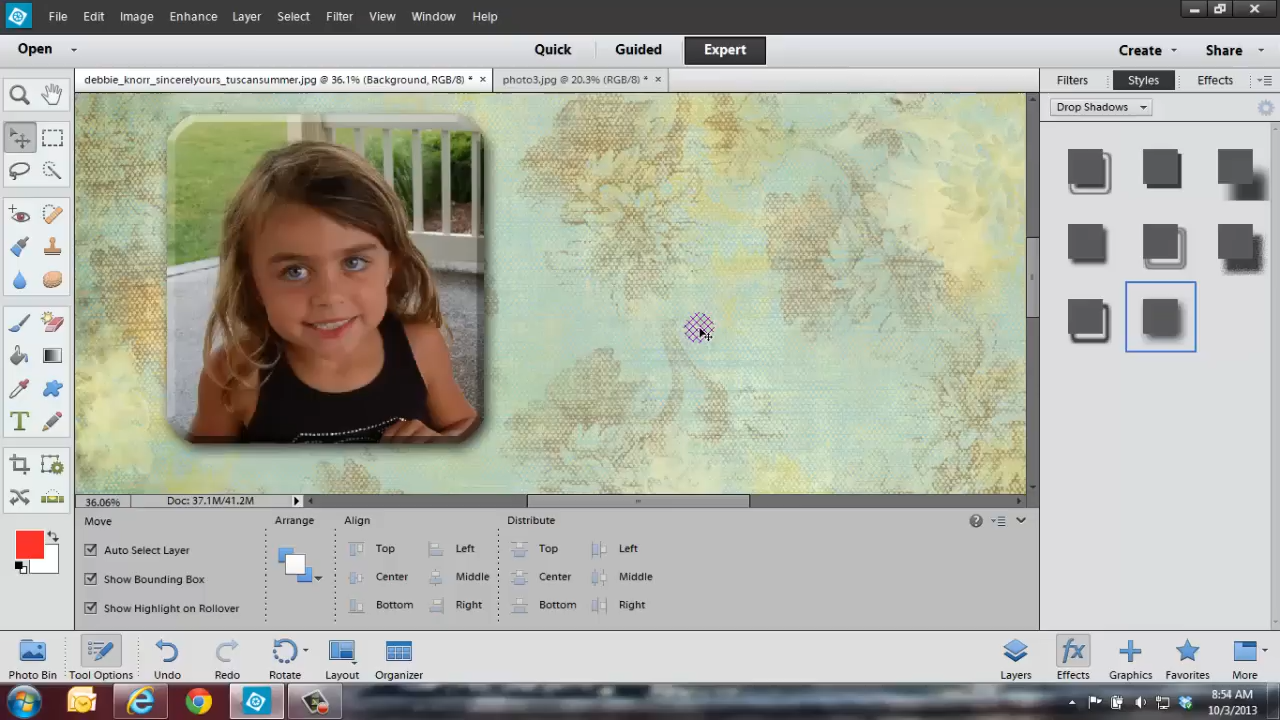 File Edit Image Enhance Layer Select Filter View Window Help
Open Quick Guided Expert Create Share
debbie_knorr_sincerelyours_tuscansummer.jpg @ 36.1% (Background, RGB/8) * × photo3.jpg @ 20.3% (RGB/8) * ×
Filters Styles Effects
Drop Shadows
T
36.06% Doc: 37.1M/41.2M
Move Arrange Align Distribute
Auto Select Layer Top Left Top Left
Show Bounding Box Center Middle Center Middle
Show Highlight on Rollover Bottom Right Bottom Right
fx
Photo Bin Tool Options Undo Redo Rotate Layout Organizer Layers Effects Favorites More
8:54 AM
10/3/2013